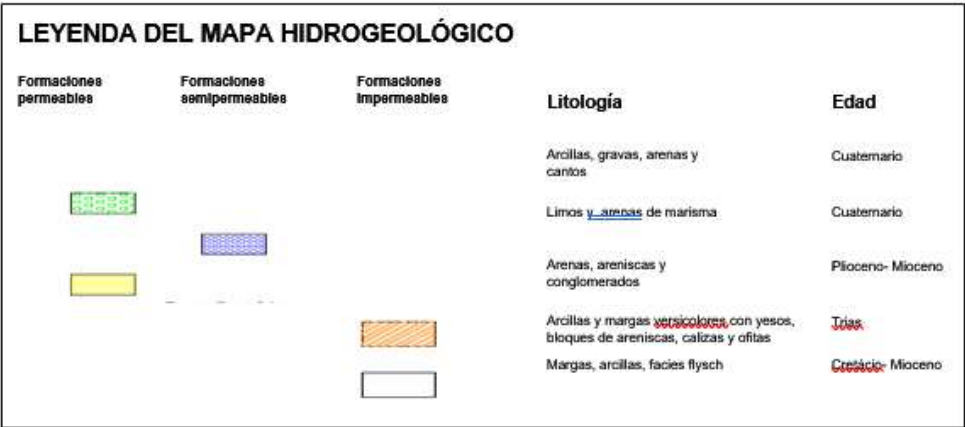 LEYENDA DEL MAPA HIDROGEOLÓGICO
Formaciones
permeables
Formaciones
semipermeables
Formaciones
impermeables
Litología
Edad
Arcillas, gravas, arenas y
cantos
Cuaternario
Limos y arenas de marisma
Cuaternario
Arenas, areniscas y
conglomerados
Plioceno- Mioceno
Arcillas y margas versicolores con yesos,
bloques de areniscas, calizas y ofitas
Trias
Margas, arcillas, facies flysch
Cretácio- Mioceno